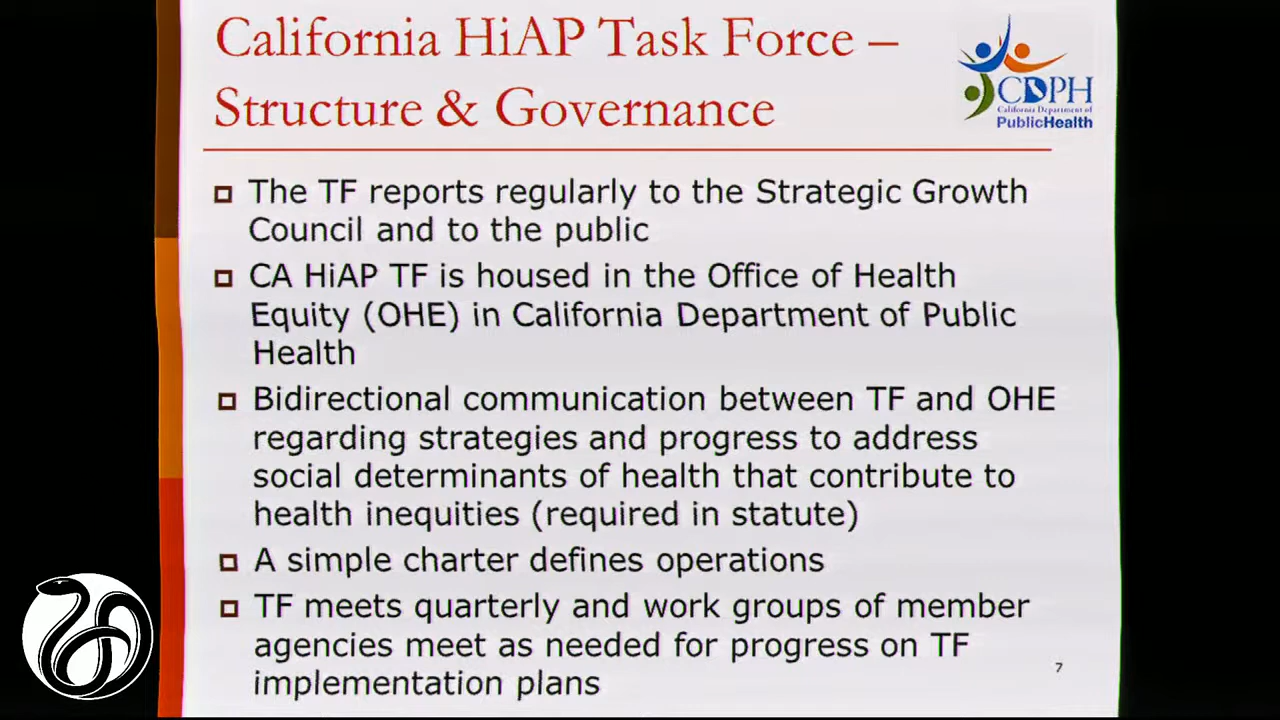 California HiAP Task Force –
Structure & Governance
CDPH
California Department of
PublicHealth
The TF reports regularly to the Strategic Growth
Council and to the public
CA HiAP TF is housed in the Office of Health
Equity (OHE) in California Department of Public
Health
Bidirectional communication between TF and OHE
regarding strategies and progress to address
social determinants of health that contribute to
health inequities (required in statute)
A simple charter defines operations
TF meets quarterly and work groups of member
agencies meet as needed for progress on TF
implementation plans
7